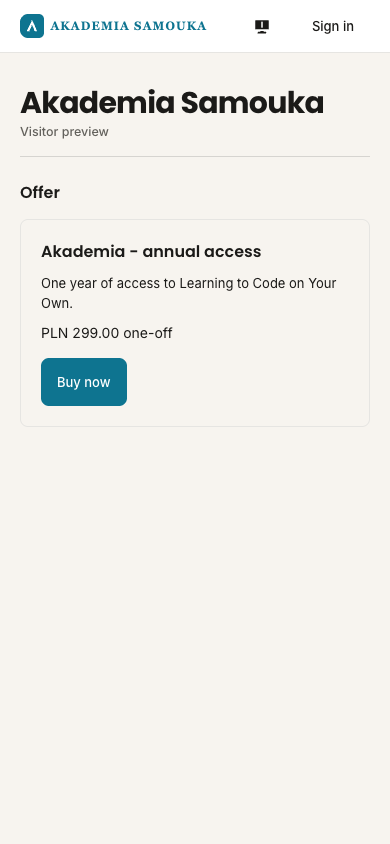 AKADEMIA SAMOUKA
Sign in
Akademia Samouka
Visitor preview
Offer
Akademia - annual access
One year of access to Learning to Code on Your
Own.
PLN 299.00 one-off
Buy now